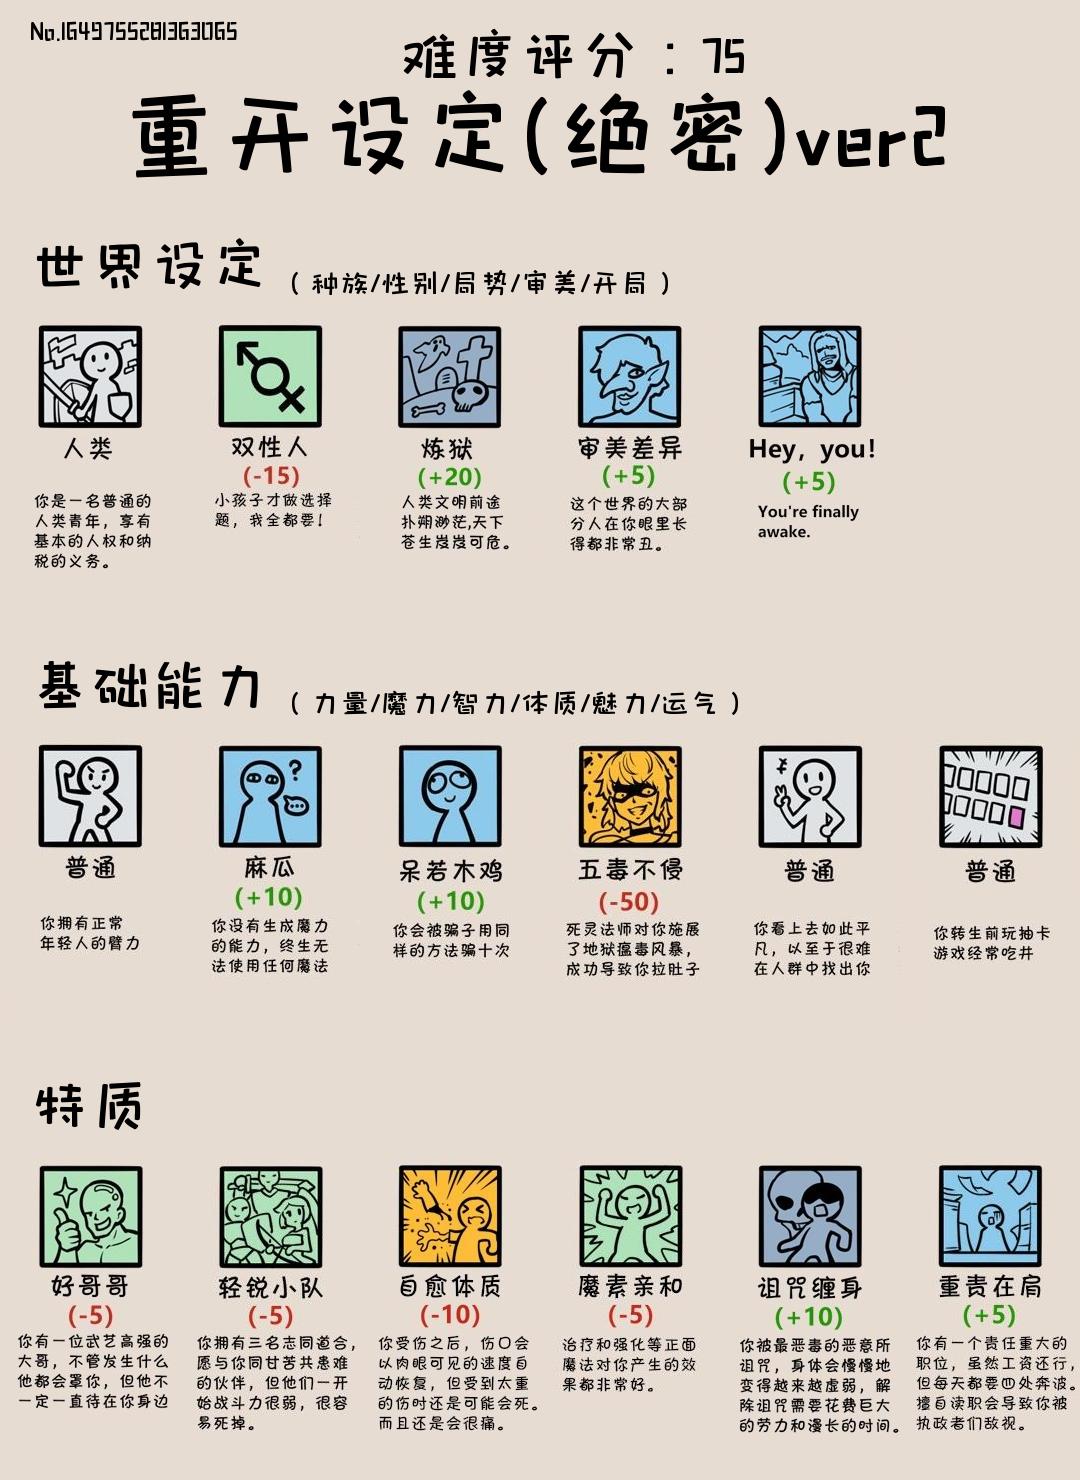 No.1649755281363065
难度评分：75
重开设定(绝密)ver2
世界设定（种族/性别/局势/审美/开局）
人类
你是一名普通的
人类青年，享有
基本的人权和纳
税的义务。
双性人
(-15)
小孩子才做选择
题，我全都要！
炼狱
(+20)
人类文明前途
扑朔渺茫,天下
苍生岌岌可危。
审美差异
(+5)
这个世界的大部
分人在你眼里长
得都非常丑。
Hey, you!
(+5)
You're finally
awake.
基础能力（力量/魔力/智力/体质/魅力/运气）
普通
你拥有正常
年轻人的臂力
麻瓜
(+10)
你没有生成魔力
的能力，终生无
法使用任何魔法
呆若木鸡
(+10)
你会被骗子用同
样的方法骗十次
五毒不侵
(-50)
死灵法师对你施展
了地狱瘟毒风暴，
成功导致你拉肚子
普通
你看上去如此平
凡，以至于很难
在人群中找出你
普通
你转生前玩抽卡
游戏经常吃井
特质
好哥哥
(-5)
你有一位武艺高强的
大哥，不管发生什么
他都会罩你，但他不
一定一直待在你身边
轻锐小队
(-5)
你拥有三名志同道合，
愿与你同甘苦共患难
的伙伴，但他们一开
始战斗力很弱，很容
易死掉。
自愈体质
(-10)
你受伤之后，伤口会
以肉眼可见的速度自
动恢复，但受到太重
的伤时还是可能会死。
而且还是会很痛。
魔素亲和
(-5)
治疗和强化等正面
魔法对你产生的效
果都非常好。
诅咒缠身
(+10)
你被最恶毒的恶意所
诅咒，身体会慢慢地
变得越来越虚弱，解
除诅咒需要花费巨大
的劳力和漫长的时间。
重责在肩
(+5)
你有一个责任重大的
职位，虽然工资还行，
但每天都要四处奔波。
擅自渎职会导致你被
执政者们敌视。